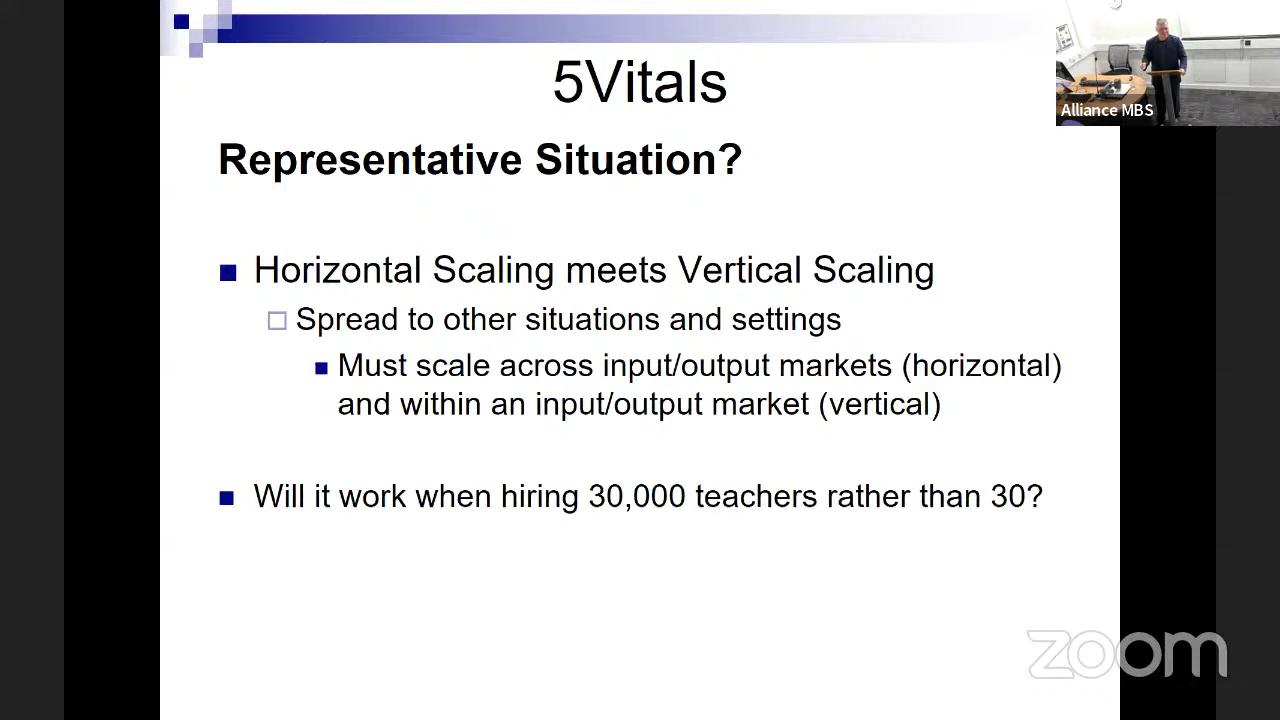 5Vitals
Alliance MBS
Representative Situation?
Horizontal Scaling meets Vertical Scaling
Spread to other situations and settings
Must scale across input/output markets (horizontal)
and within an input/output market (vertical)
Will it work when hiring 30,000 teachers rather than 30?
zoom